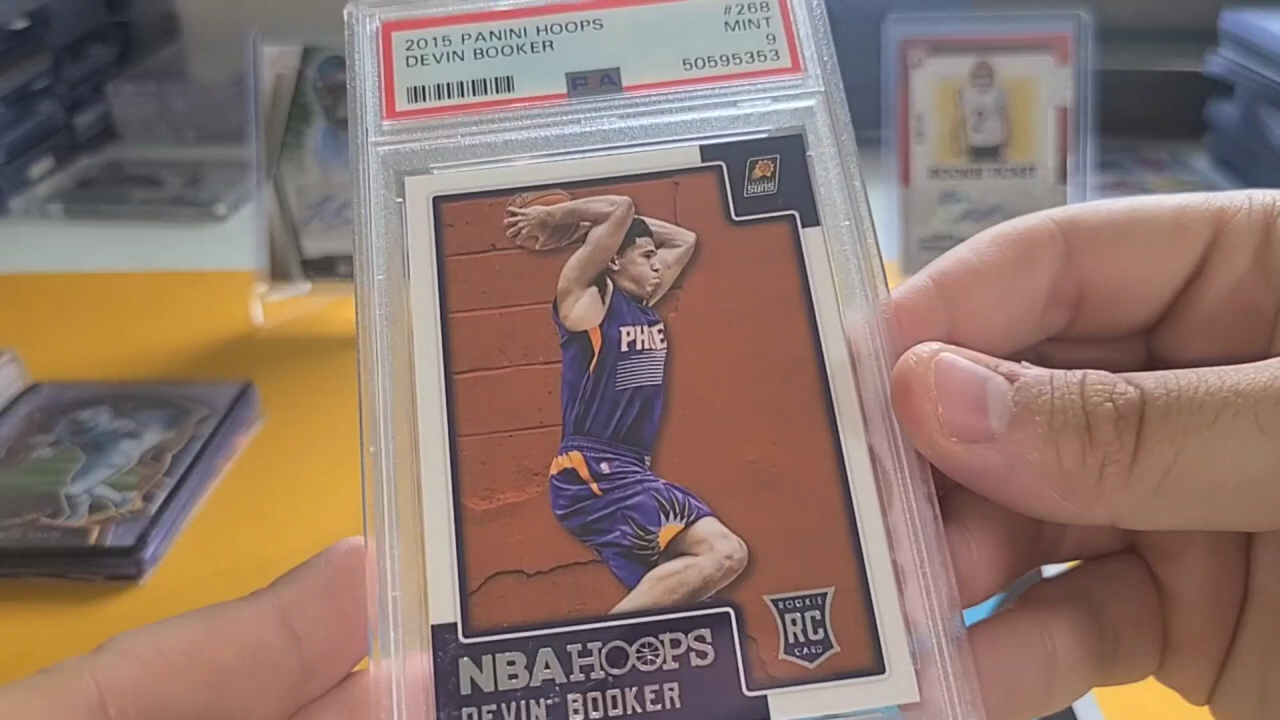 2015 PANINI HOOPS
DEVIN BOOKER
#268
MINT
9
50595353
PSA
SUNS
PHOE
ROOKIE
RC
CARD
NBA HOOPS
DEVIN BOOKER
ROOKIE TICKET